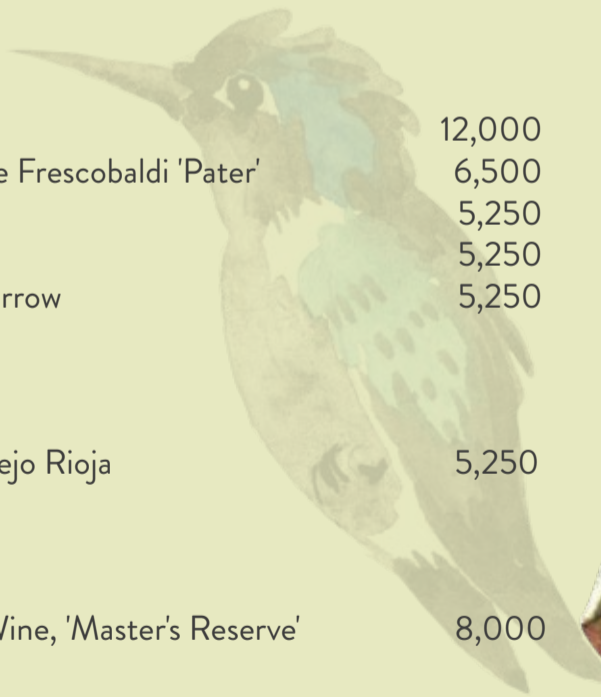 12,000
e Frescobaldi 'Pater' 6,500
5,250
5,250
rrow 5,250
ejo Rioja 5,250
Wine, 'Master's Reserve' 8,000